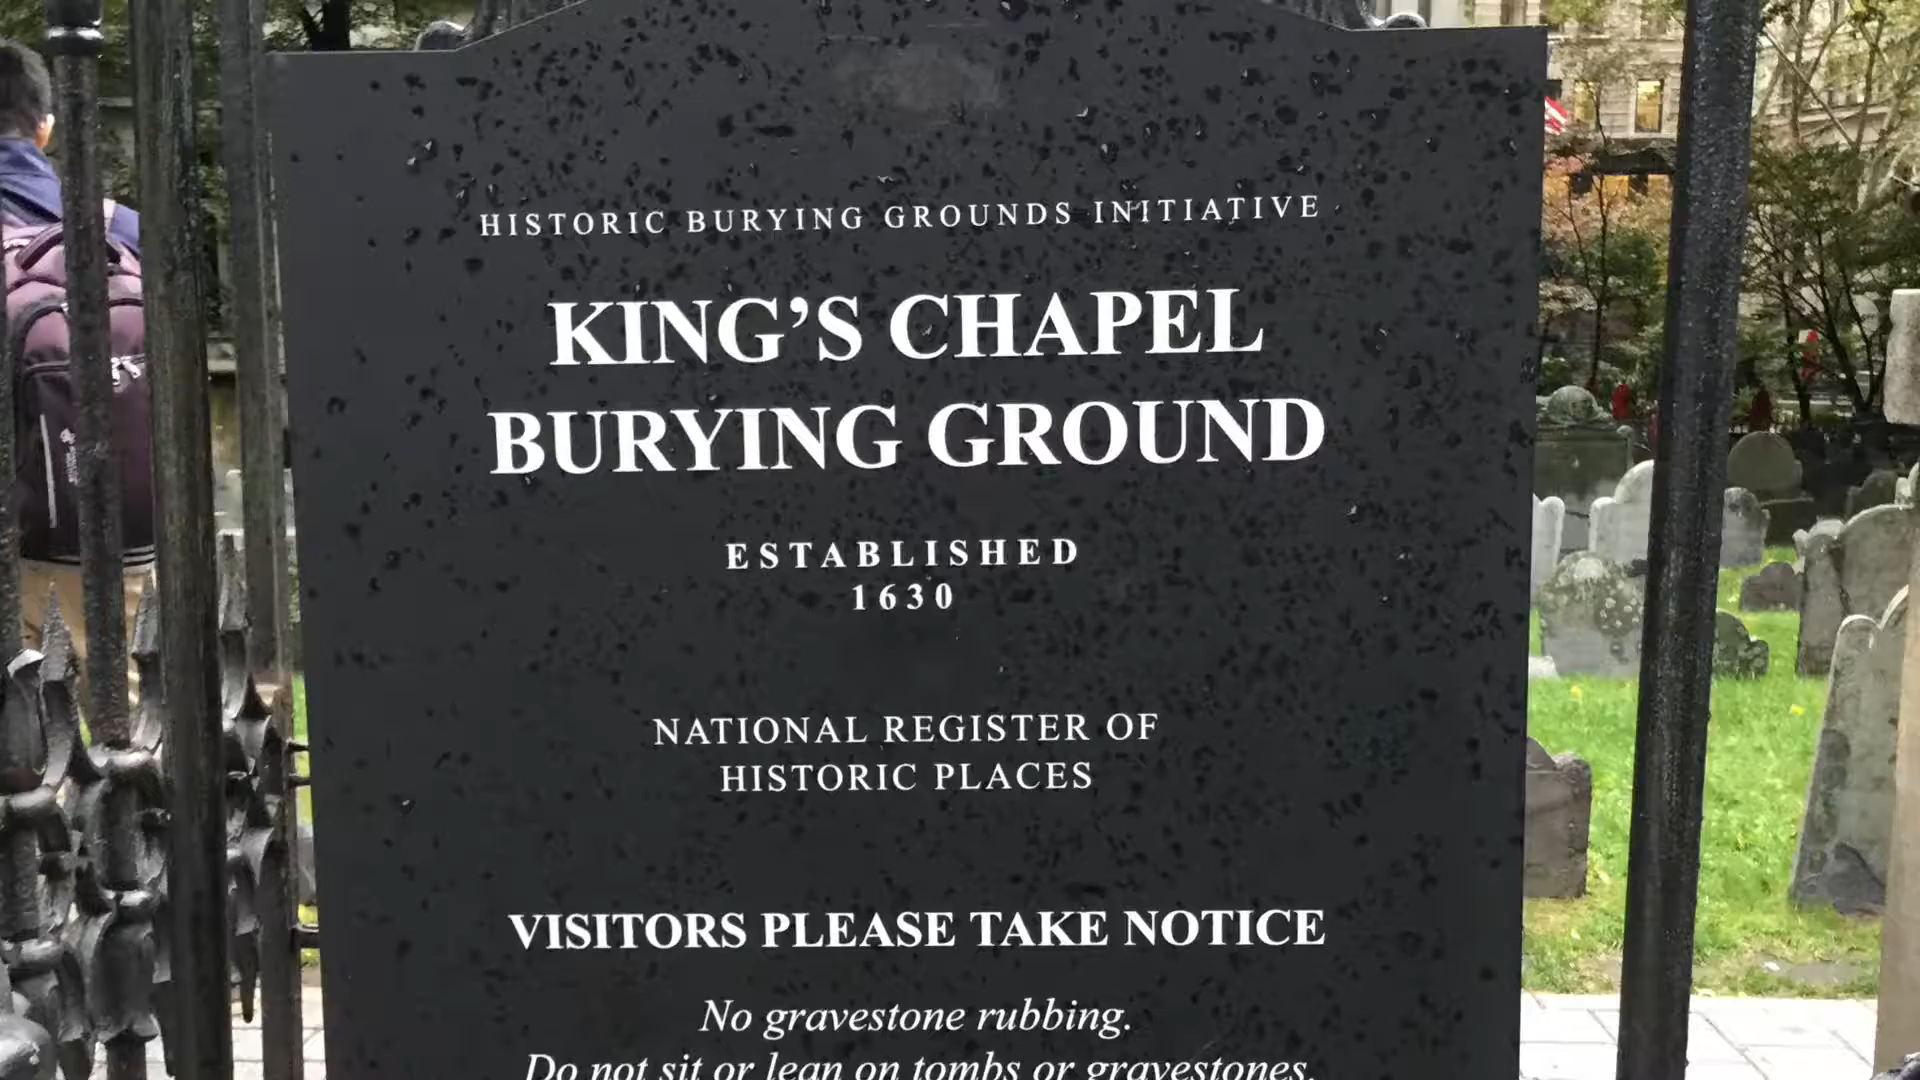 HISTORIC BURYING GROUNDS INITIATIVE
KING'S CHAPEL
BURYING GROUND
ESTABLISHED
1630
NATIONAL REGISTER OF
HISTORIC PLACES
VISITORS PLEASE TAKE NOTICE
No gravestone rubbing.
Do not sit or lean on tombs or gravestones.